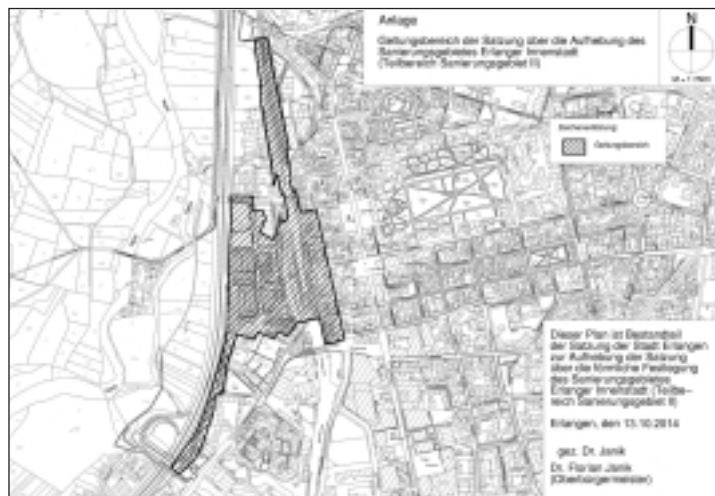 Anlage
Geltungsbereich der Satzung über die Aufhebung des
Sanierungsgebietes Erlanger Innenstadt
(Teilbereich Sanierungsgebiet II)
N
Zeichenerklärung
Geltungsbereich
Dieser Plan ist Bestandteil
der Satzung der Stadt Erlangen
zur Aufhebung der Satzung
über die förmliche Festlegung
des Sanierungsgebietes
Erlanger Innenstadt (Teilbe-
reich Sanierungsgebiet II)
Erlangen, den 13.10.2014
gez. Dr. Janik
Dr. Florian Janik
(Oberbürgermeister)